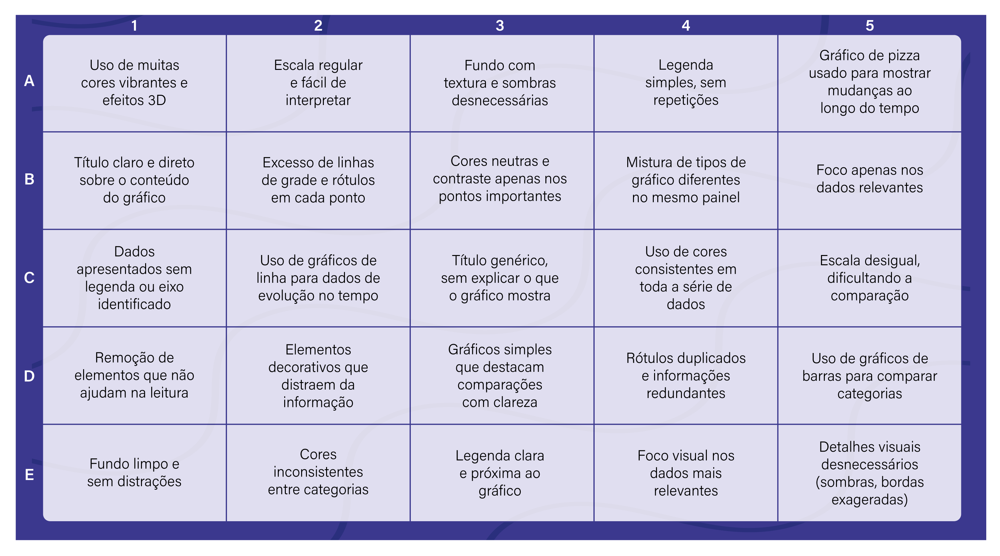 1 2 3 4 5
A
Uso de muitas
cores vibrantes e
efeitos 3D
Escala regular
e fácil de
interpretar
Fundo com
textura e sombras
desnecessárias
Legenda
simples, sem
repetições
Gráfico de pizza
usado para mostrar
mudanças ao
longo do tempo
B
Título claro e direto
sobre o conteúdo
do gráfico
Excesso de linhas
de grade e rótulos
em cada ponto
Cores neutras e
contraste apenas nos
pontos importantes
Mistura de tipos de
gráfico diferentes
no mesmo painel
Foco apenas nos
dados relevantes
C
Dados
apresentados sem
legenda ou eixo
identificado
Uso de gráficos de
linha para dados de
evolução no tempo
Título genérico,
sem explicar o que
o gráfico mostra
Uso de cores
consistentes em
toda a série de
dados
Escala desigual,
dificultando a
comparação
D
Remoção de
elementos que não
ajudam na leitura
Elementos
decorativos que
distraem da
informação
Gráficos simples
que destacam
comparações
com clareza
Rótulos duplicados
e informações
redundantes
Uso de gráficos de
barras para comparar
categorias
E
Fundo limpo e
sem distrações
Cores
inconsistentes
entre categorias
Legenda clara
e próxima ao
gráfico
Foco visual nos
dados mais
relevantes
Detalhes visuais
desnecessários
(sombras, bordas
exageradas)